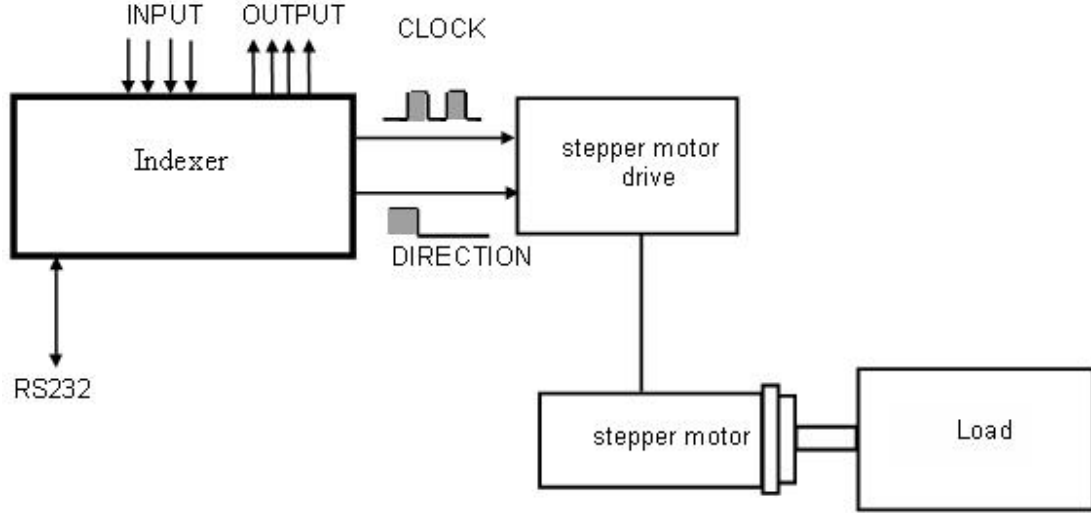 INPUT
OUTPUT
CLOCK
Indexer
stepper motor
drive
DIRECTION
RS232
stepper motor
Load